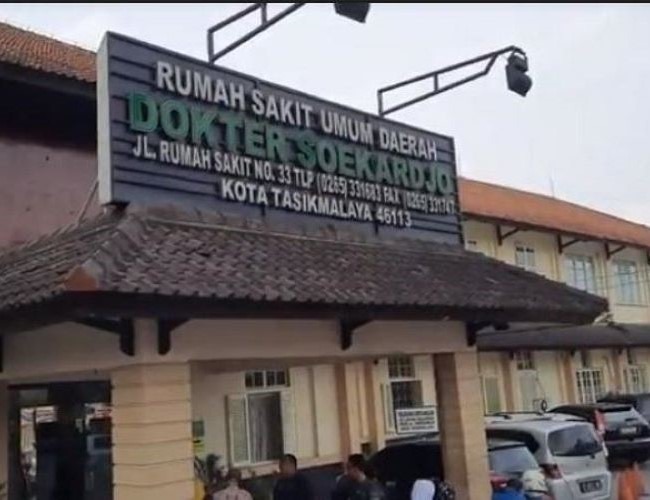 RUMAH SAKIT UMUM DAERAH
DOKTER SOEKARDJO
JL. RUMAH SAKIT NO. 33 TLP (0265) 331683 FAX (0265) 331747
KOTA TASIKMALAYA 46113